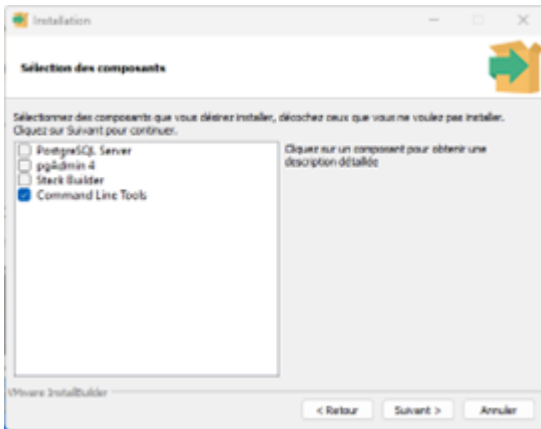 Installation
Sélection des composants
Sélectionnez des composants que vous désirez installer, décochez ceux que vous ne voulez pas installer.
Cliquez sur Suivant pour continuer.
PostgreSQL Server
pgAdmin 4
Stack Builder
Command Line Tools
Cliquez sur un composant pour obtenir une
description détaillée
VMware InstallBuilder
< Retour
Suivant >
Annuler